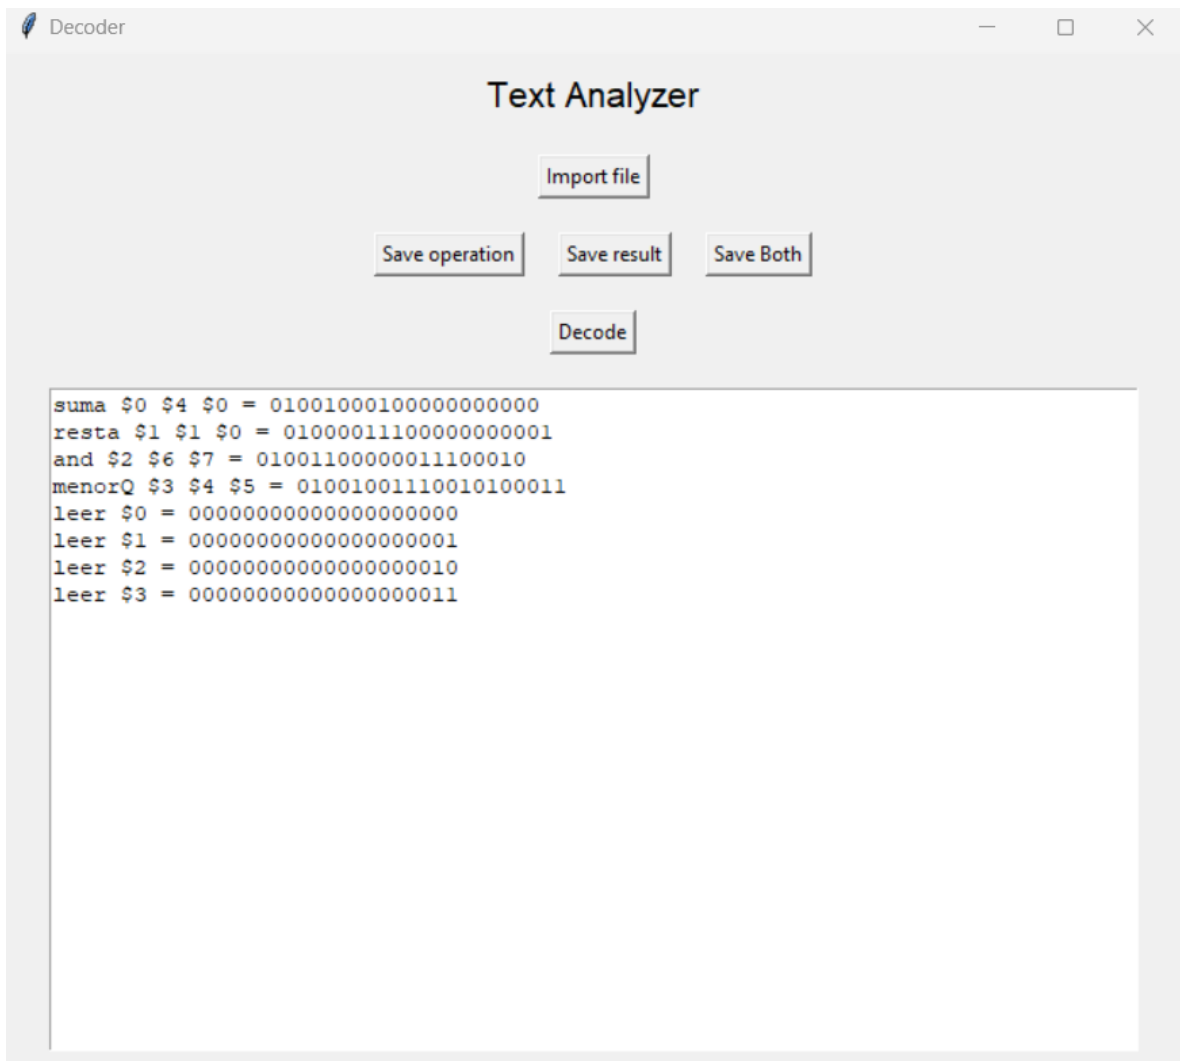 Decoder
Text Analyzer
Import file
Save operation Save result Save Both
Decode
suma $0 $4 $0 = 01001000100000000000
resta $1 $1 $0 = 01000011100000000001
and $2 $6 $7 = 01001100000011100010
menorQ $3 $4 $5 = 01001001110010100011
leer $0 = 00000000000000000000
leer $1 = 00000000000000000001
leer $2 = 00000000000000000010
leer $3 = 00000000000000000011